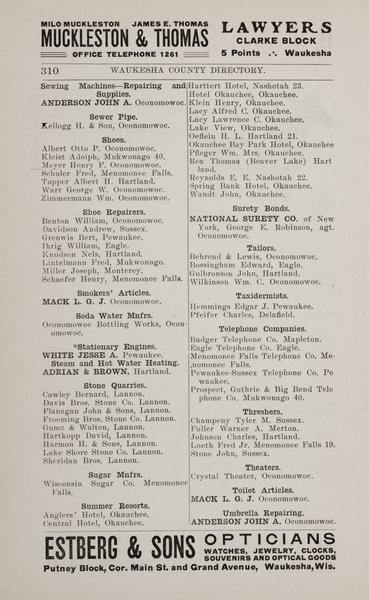 MILO MUCKLESTON JAMES E. THOMAS
MUCKLESTON & THOMAS
OFFICE TELEPHONE 1261
LAWYERS
CLARKE BLOCK
5 Points ∴ Waukesha
310 WAUKESHA COUNTY DIRECTORY.
Sewing Machines—Repairing and
Supplies.
ANDERSON JOHN A. Oconomowoc.
Sewer Pipe.
Kellogg H. & Son, Oconomowoc.
Shoes.
Albert Otto P. Oconomowoc.
Kleist Adolph, Mukwonago 40.
Meyer Henry F. Oconomowoc.
Schuler Fred, Menomonee Falls.
Tupper Albert H. Hartland.
Warr George W. Oconomowoc.
Zimmermann Wm. Oconomowoc.
Shoe Repairers.
Benton William, Oconomowoc.
Davidson Andrew, Sussex.
Grenwis Bert, Pewaukee.
Ihrig William, Eagle.
Knudson Nels, Hartland.
Lintelmann Fred, Mukwonago.
Miller Joseph, Monterey.
Schaefer Henry, Menomonee Falls.
Smokers' Articles.
MACK L. G. J. Oconomowoc.
Soda Water Mnfrs.
Oconomowoc Bottling Works, Ocon-
omowoc.
*Stationary Engines.
WHITE JESSE A. Pewaukee.
Steam and Hot Water Heating.
ADRIAN & BROWN, Hartland.
Stone Quarries.
Cawley Bernard, Lannon.
Davis Bros. Stone Co. Lannon.
Flanagan John & Sons, Lannon.
Froeming Bros. Stone Co. Lannon.
Gumz & Walten, Lannon.
Hartkopp David, Lannon.
Harmon H. & Sons, Lannon.
Lake Shore Stone Co. Lannon.
Sheridan Bros. Lannon.
Sugar Mnfrs.
Wisconsin Sugar Co. Menomonee
Falls.
Summer Resorts.
Anglers' Hotel, Okauchee.
Central Hotel, Okauchee.
Harttert Hotel, Nashotah 23.
Hotel Okauchee, Okauchee.
Klein Henry, Okauchee.
Lacy Alfred C. Okauchee.
Lacy Lawrence C. Okauchee.
Lake View, Okauchee.
Oeflein H. L. Hartland 21.
Okauchee Bay Park Hotel, Okauchee
Pfleger Wm. Mrs. Okauchee.
Rea Thomas (Beaver Lake) Hart
land.
Reynolds E. E. Nashotah 22.
Spring Bank Hotel, Okauchee.
Wandt John, Okauchee.
Surety Bonds.
NATIONAL SURETY CO. of New
York, George E. Robinson, agt.
Oconomowoc.
Tailors.
Behrend & Lewis, Oconomowoc.
Bossingham Edward, Eagle.
Gulbronson John, Hartland.
Wilkinson Wm. C. Oconomowoc.
Taxidermists.
Hemmings Edgar J, Pewaukee.
Pfeifer Charles, Delafield.
Telephone Companies.
Badger Telephone Co. Mapleton.
Eagle Telephone Co. Eagle.
Menomonee Falls Telephone Co. Me-
nomonee Falls.
Pewaukee-Sussex Telephone Co. Pe
waukee.
Prospect, Guthrie & Big Bend Tele
phone Co. Mukwonago 40.
Threshers.
Champeny Tyler M. Sussex.
Fuller Warner A, Merton.
Johnson Charles, Hartland.
Lueth Fred Jr. Menomonee Falls 19.
Stone John, Sussex.
Theaters.
Crystal Theater, Oconomowoc.
Toilet Articles.
MACK L. G. J. Oconomowoc.
Umbrella Repairing.
ANDERSON JOHN A. Oconomowoc.
ESTBERG & SONS
OPTICIANS
WATCHES, JEWELRY, CLOCKS,
SOUVENIRS AND OPTICAL GOODS
Putney Block, Cor. Main St. and Grand Avenue, Waukesha, Wis.